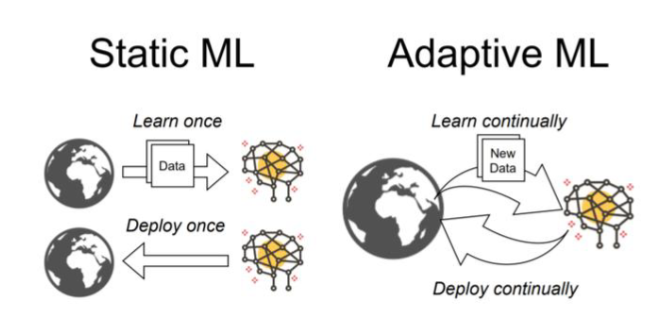 Static ML
Learn once
Data
Deploy once
Adaptive ML
Learn continually
New
Data
Deploy continually